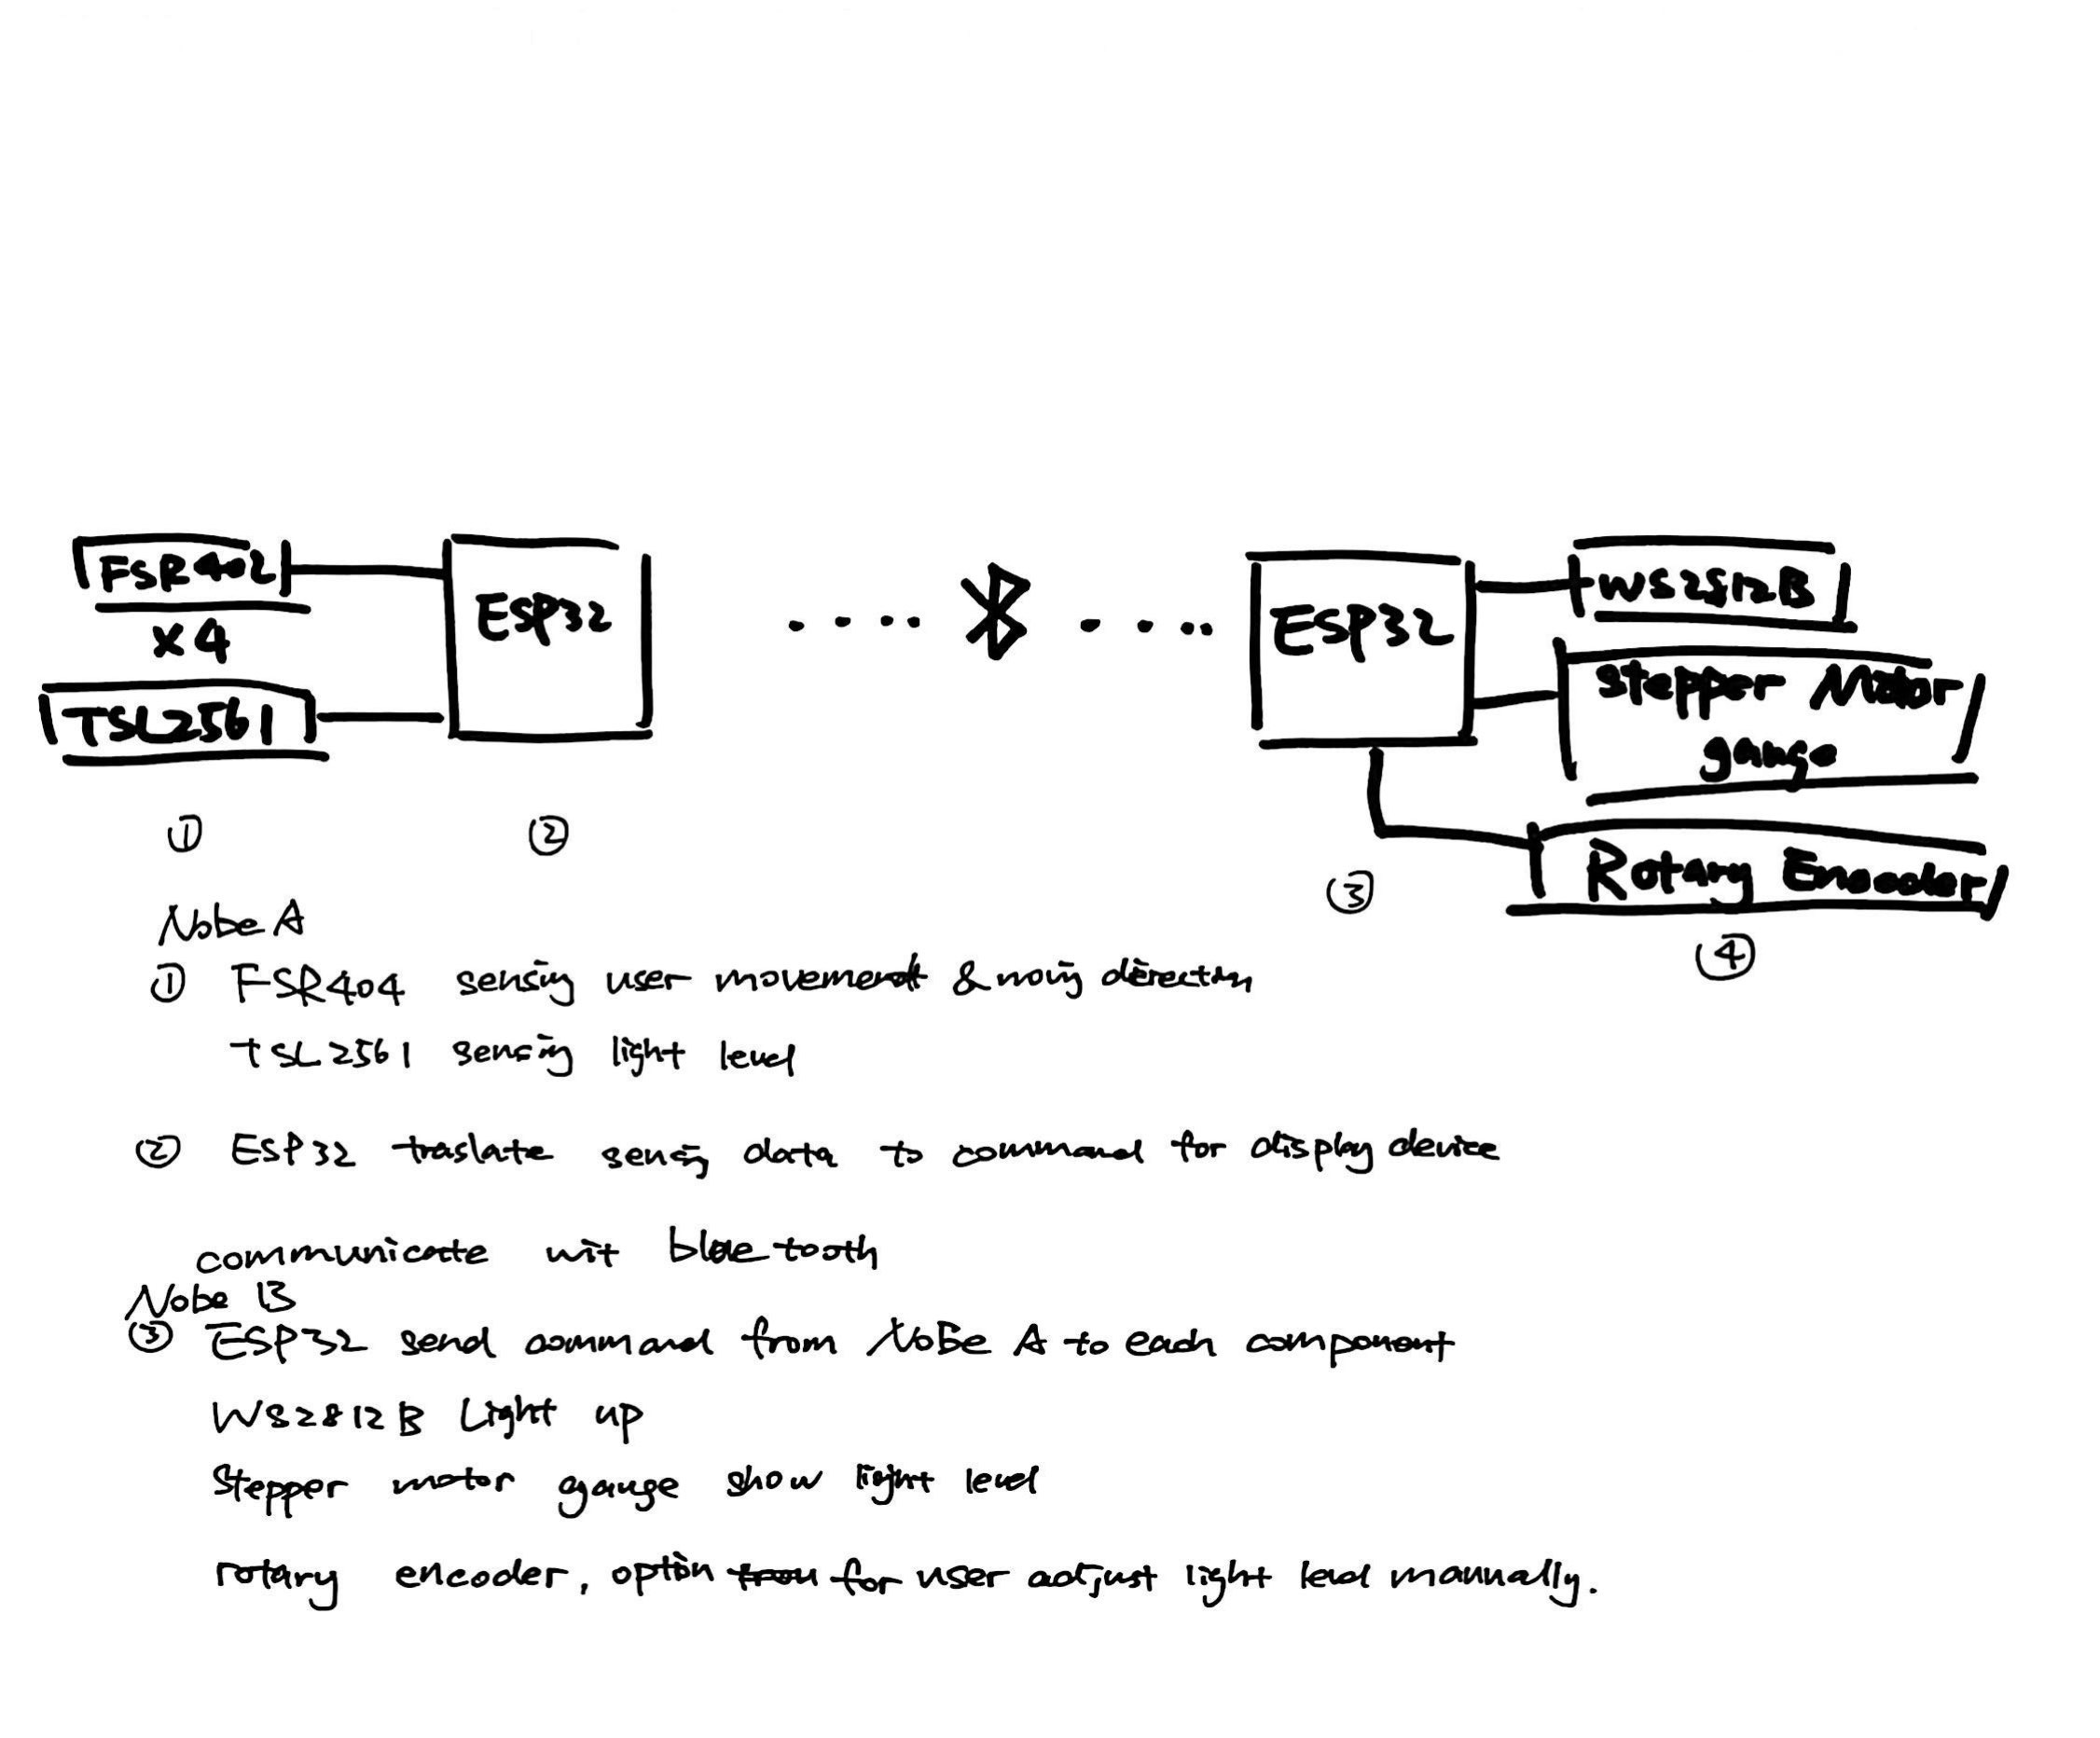 FSR402
x4
TSL2561
ESP32
ESP32
WS2812B
Stepper Motor
gauge
Rotary Encoder
①
②
③
④
Nobe A
① FSR404 sensing user movement & moving direction
TSL2561 sensing light level
② ESP32 traslate sensing data to command for display device
communicate wit bluetooth
Nobe B
③ ESP32 send command from Nobe A to each component
WS2812B Light up
Stepper motor gauge show light level
rotary encoder, option for user adjust light level manually.